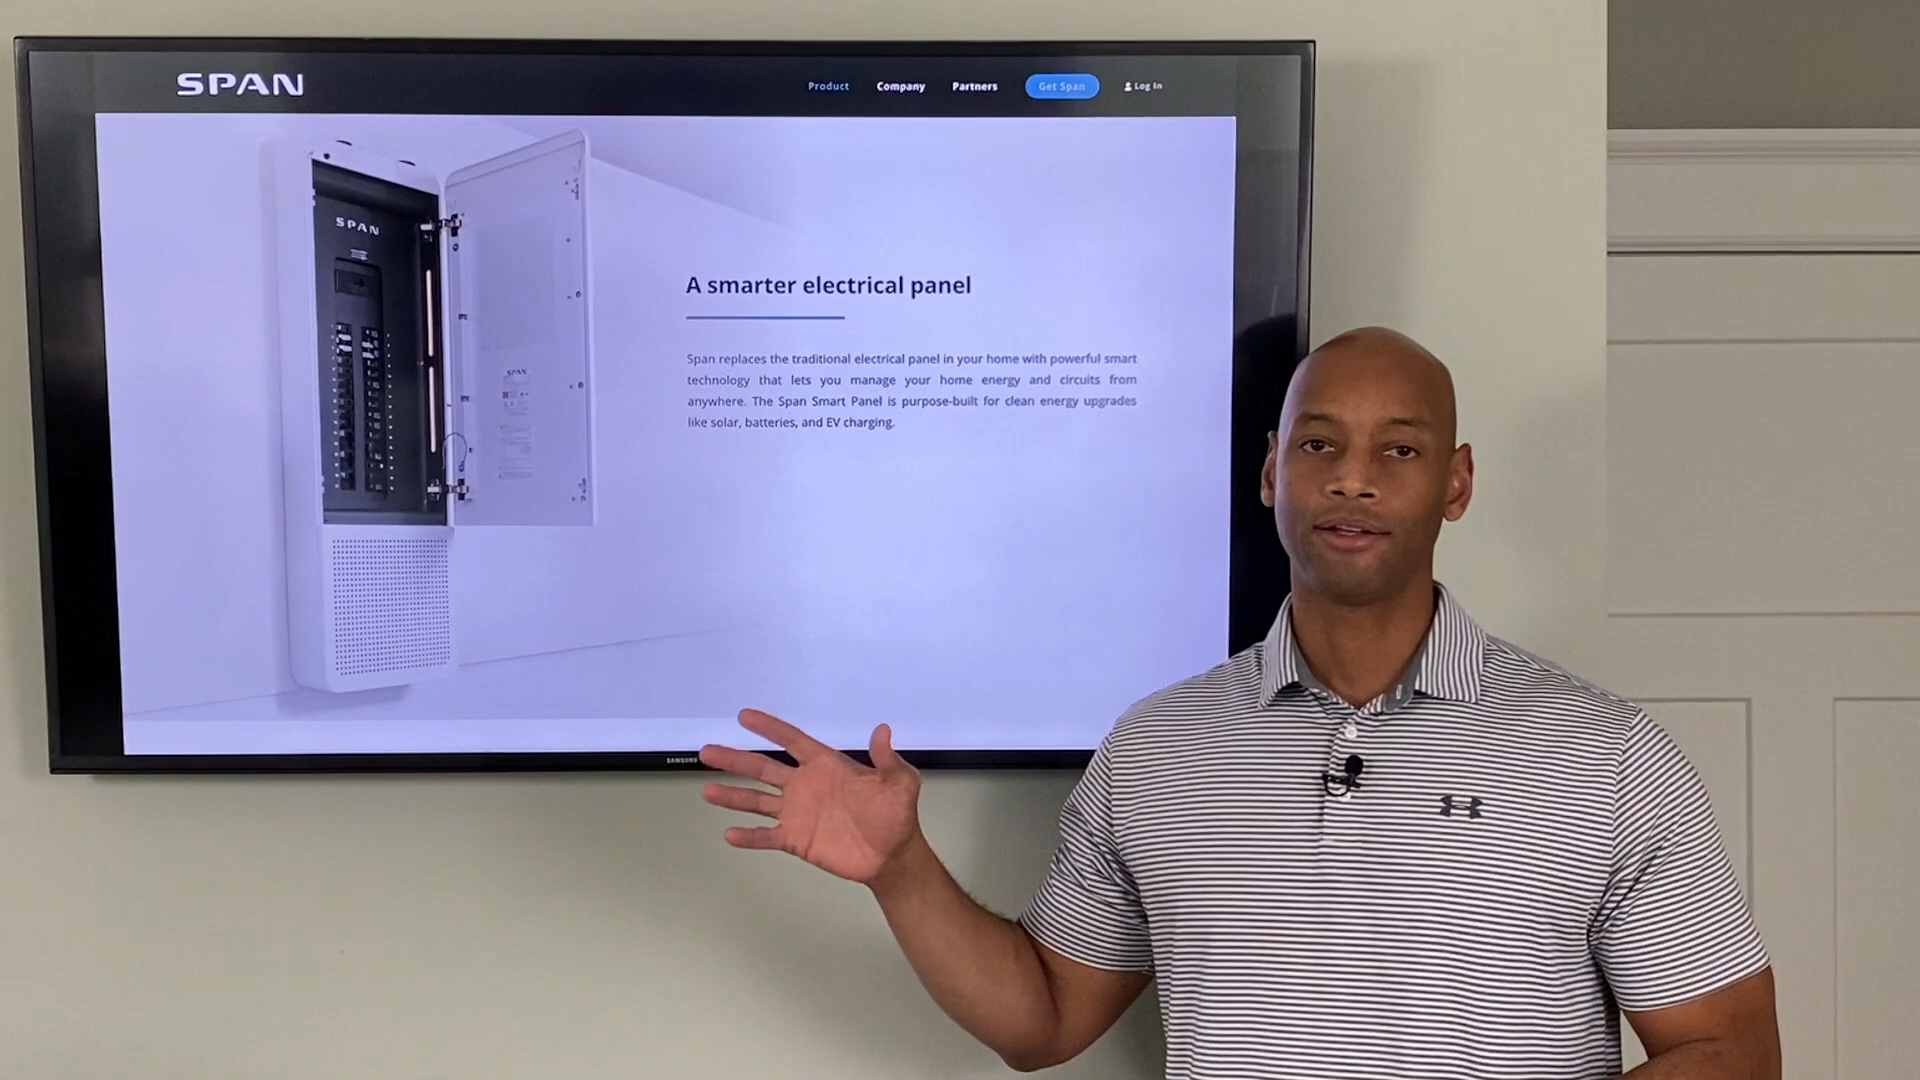 SPAN
Product Company Partners Get Span Log In
SPAN
A smarter electrical panel
Span replaces the traditional electrical panel in your home with powerful smart
technology that lets you manage your home energy and circuits from
anywhere. The Span Smart Panel is purpose-built for clean energy upgrades
like solar, batteries, and EV charging.
SPAN
SAMSUNG